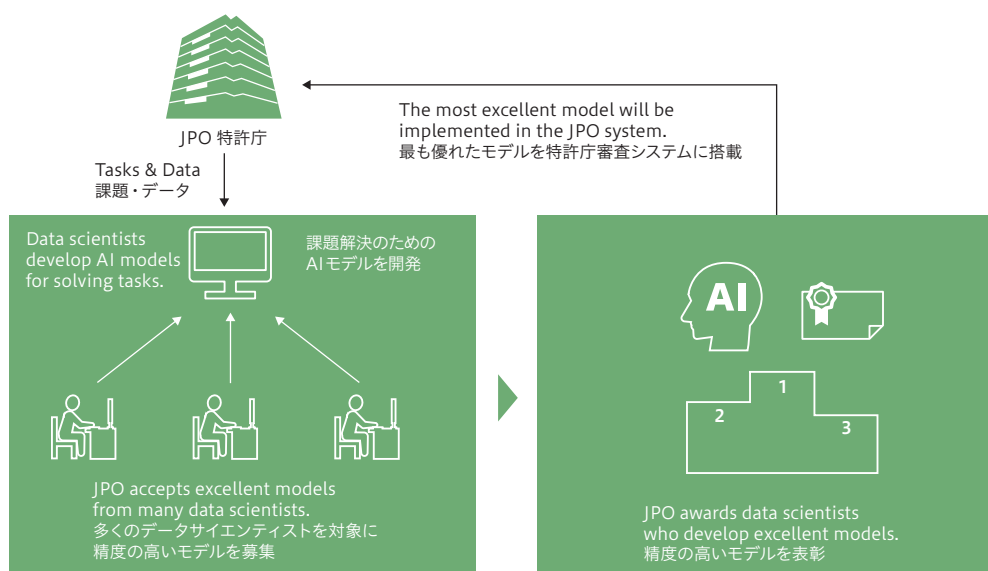 JPO 特許庁
Tasks & Data
課題・データ
The most excellent model will be
implemented in the JPO system.
最も優れたモデルを特許庁審査システムに搭載
Data scientists
develop AI models
for solving tasks.
課題解決のための
AIモデルを開発
JPO accepts excellent models
from many data scientists.
多くのデータサイエンティストを対象に
精度の高いモデルを募集
AI
1
2
3
JPO awards data scientists
who develop excellent models.
精度の高いモデルを表彰